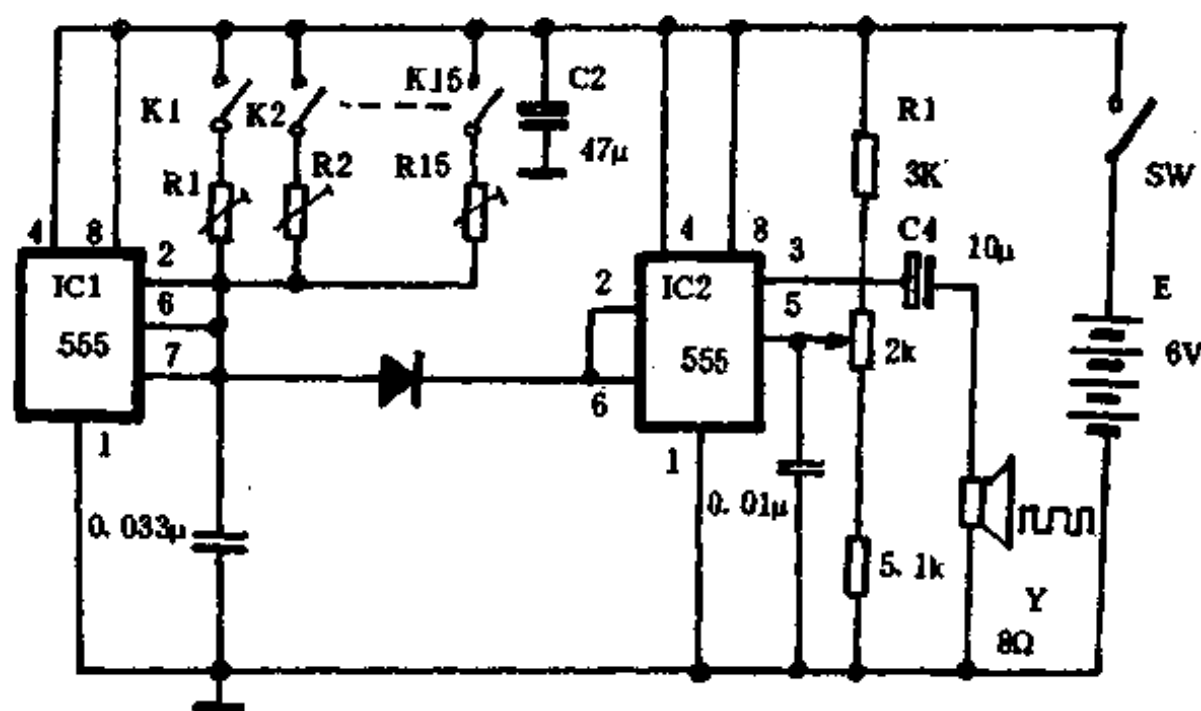 K1
K2
K15
C2
47μ
R1
R2
R15
R1
3K
SW
4
8
2
6
7
1
IC1
555
4
8
3
5
2
6
1
IC2
555
C4
10μ
2k
E
6V
0.033μ
0.01μ
5.1k
Y
8Ω